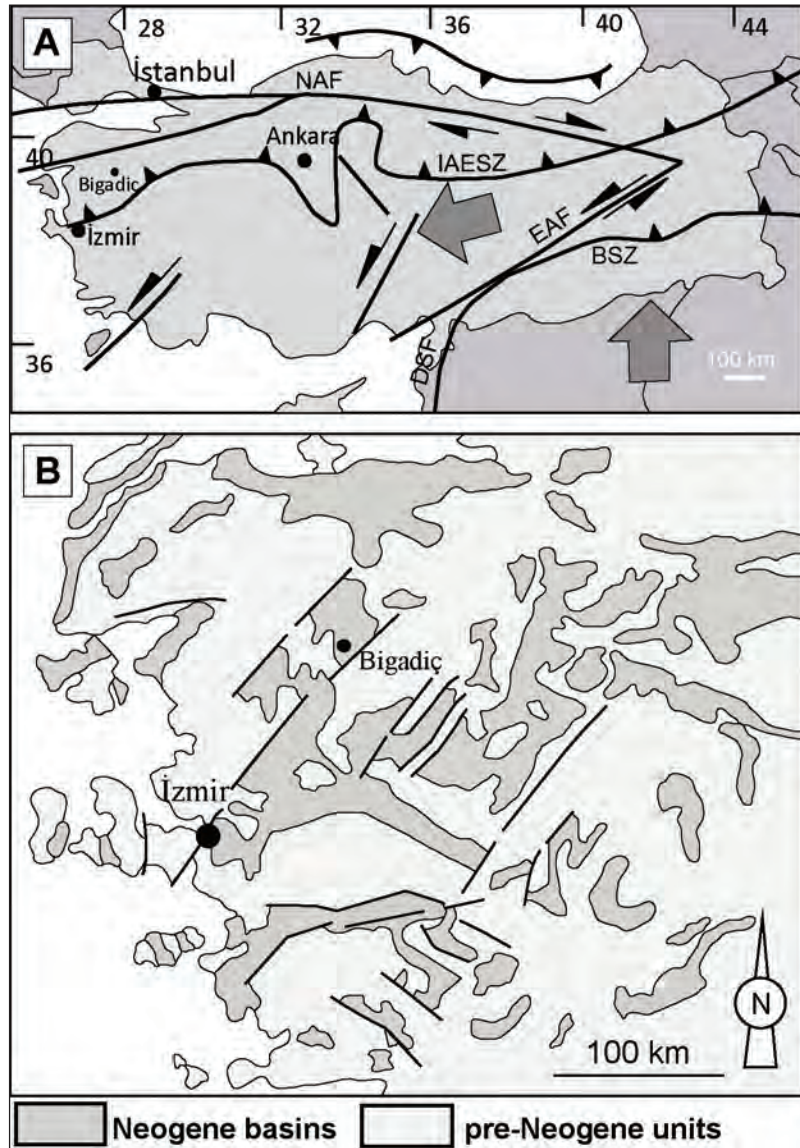 A
28 32 36 40 44
İstanbul
NAF
40
Ankara
IAESZ
Bigadiç
İzmir
EAF
BSZ
36
DSF
100 km
B
Bigadiç
İzmir
N
100 km
Neogene basins pre-Neogene units